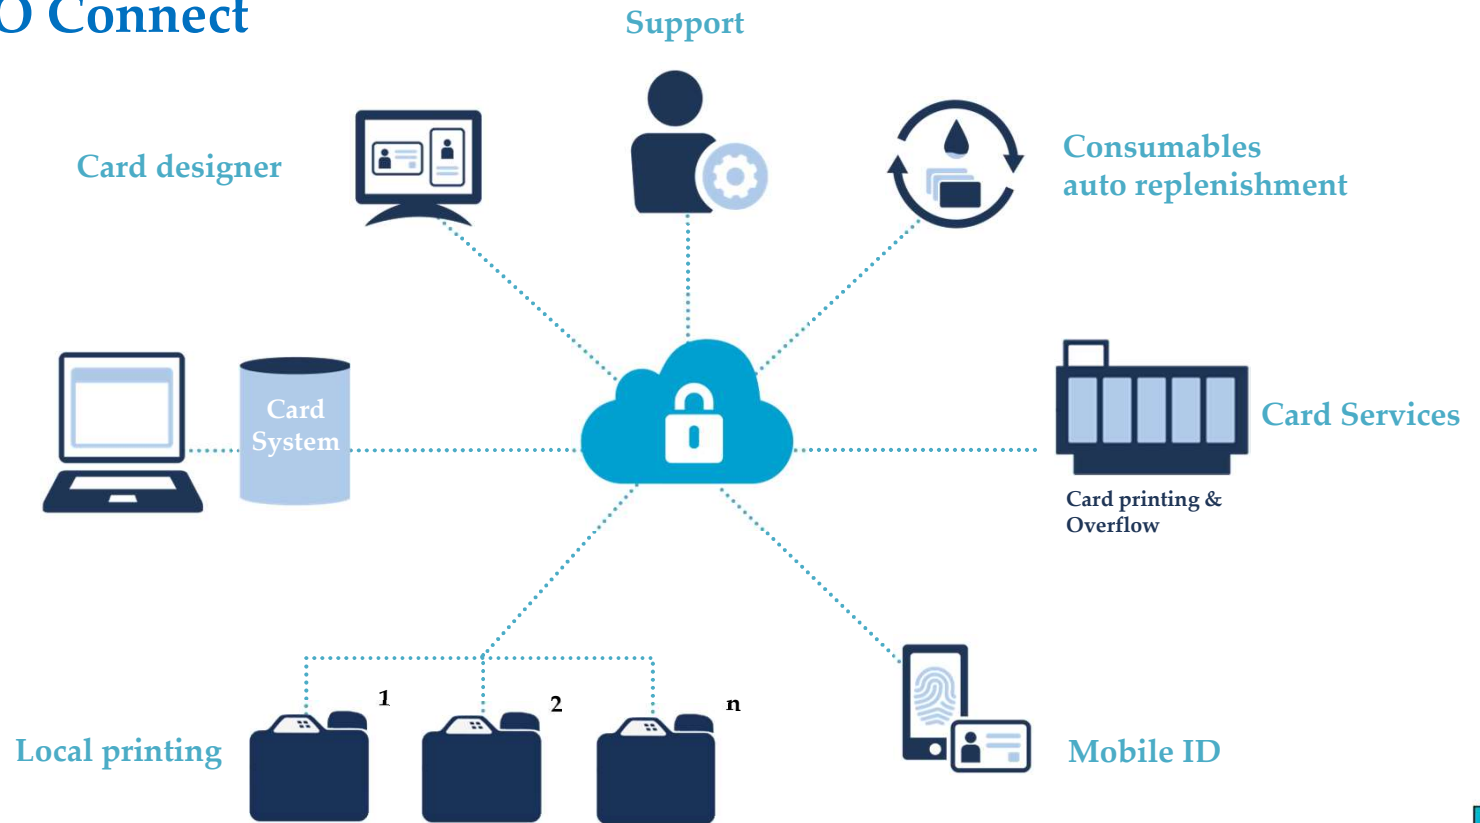 O Connect
Support
Card designer
Consumables
auto replenishment
Card
System
Card Services
Card printing &
Overflow
1
2
n
Local printing
Mobile ID